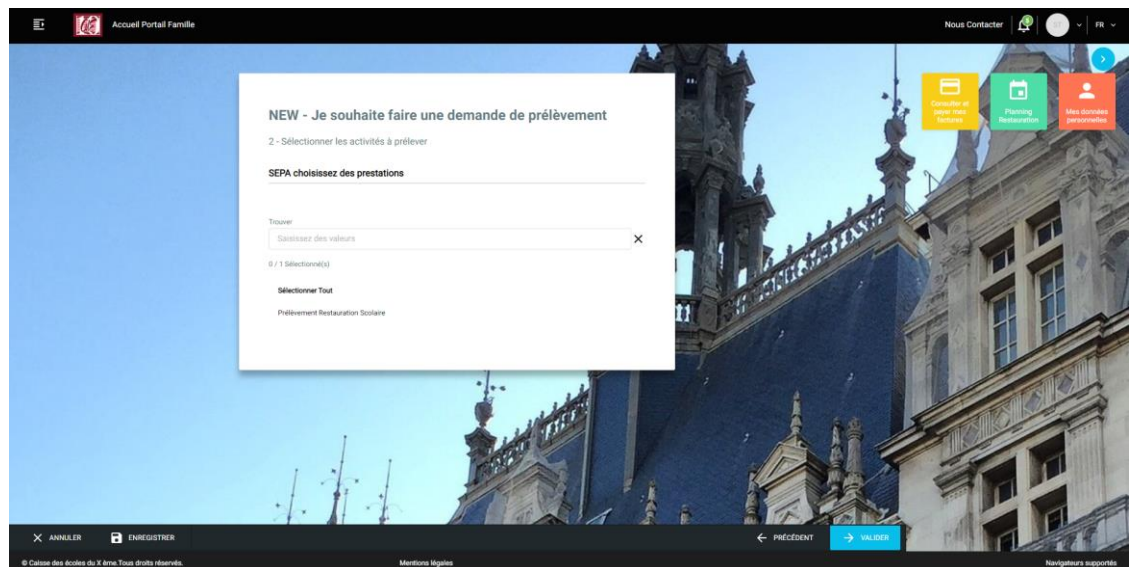 Accueil Portail Famille
Nous Contacter
FR
Consulter et
payer mes
factures
Planning
Restauration
Mes données
personnelles
NEW - Je souhaite faire une demande de prélèvement
2 - Sélectionner les activités à prélever
SEPA choisissez des prestations
Trouver
Saisissez des valeurs
0 / 1 Sélectionné(s)
Sélectionner Tout
Prélèvement Restauration Scolaire
ANNULER
ENREGISTRER
PRÉCÉDENT
VALIDER
© Caisse des écoles du X ème.Tous droits réservés.
Mentions légales
Navigateurs supportés